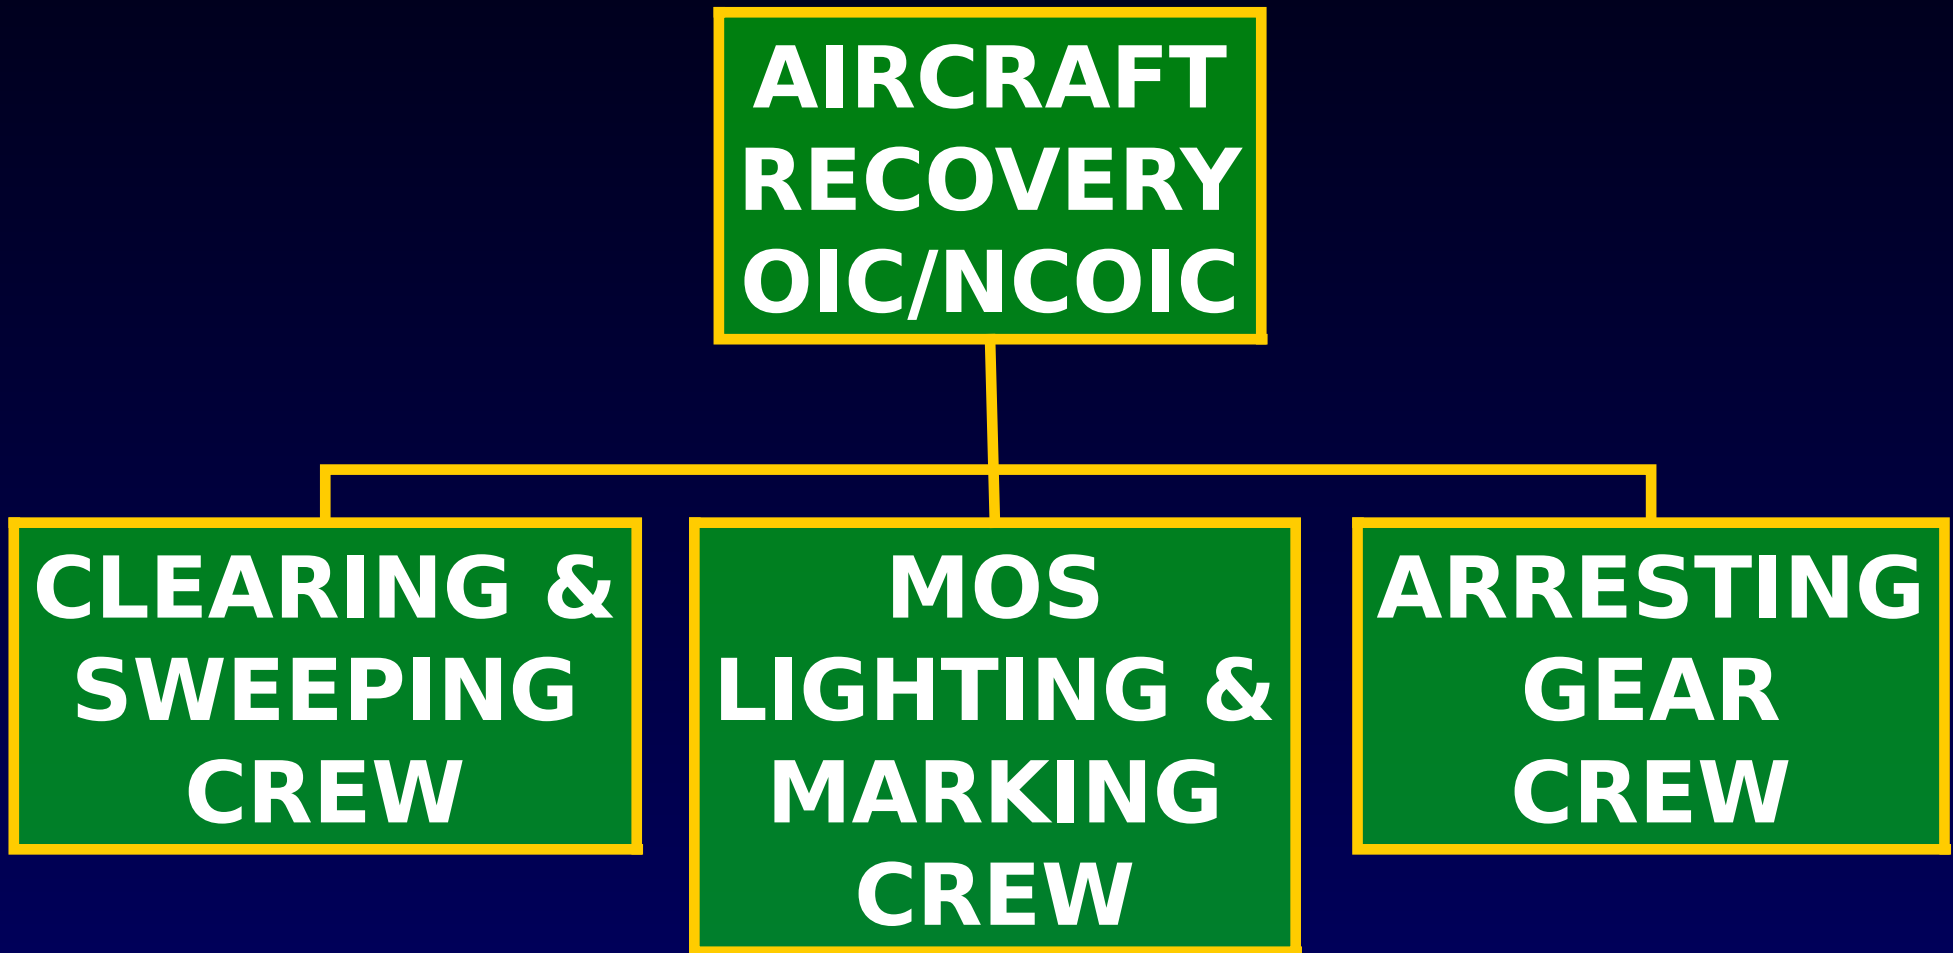 AIRCRAFT
RECOVERY
OIC/NCOIC
CLEARING &
SWEEPING
CREW
MOS
LIGHTING &
MARKING
CREW
ARRESTING
GEAR
CREW